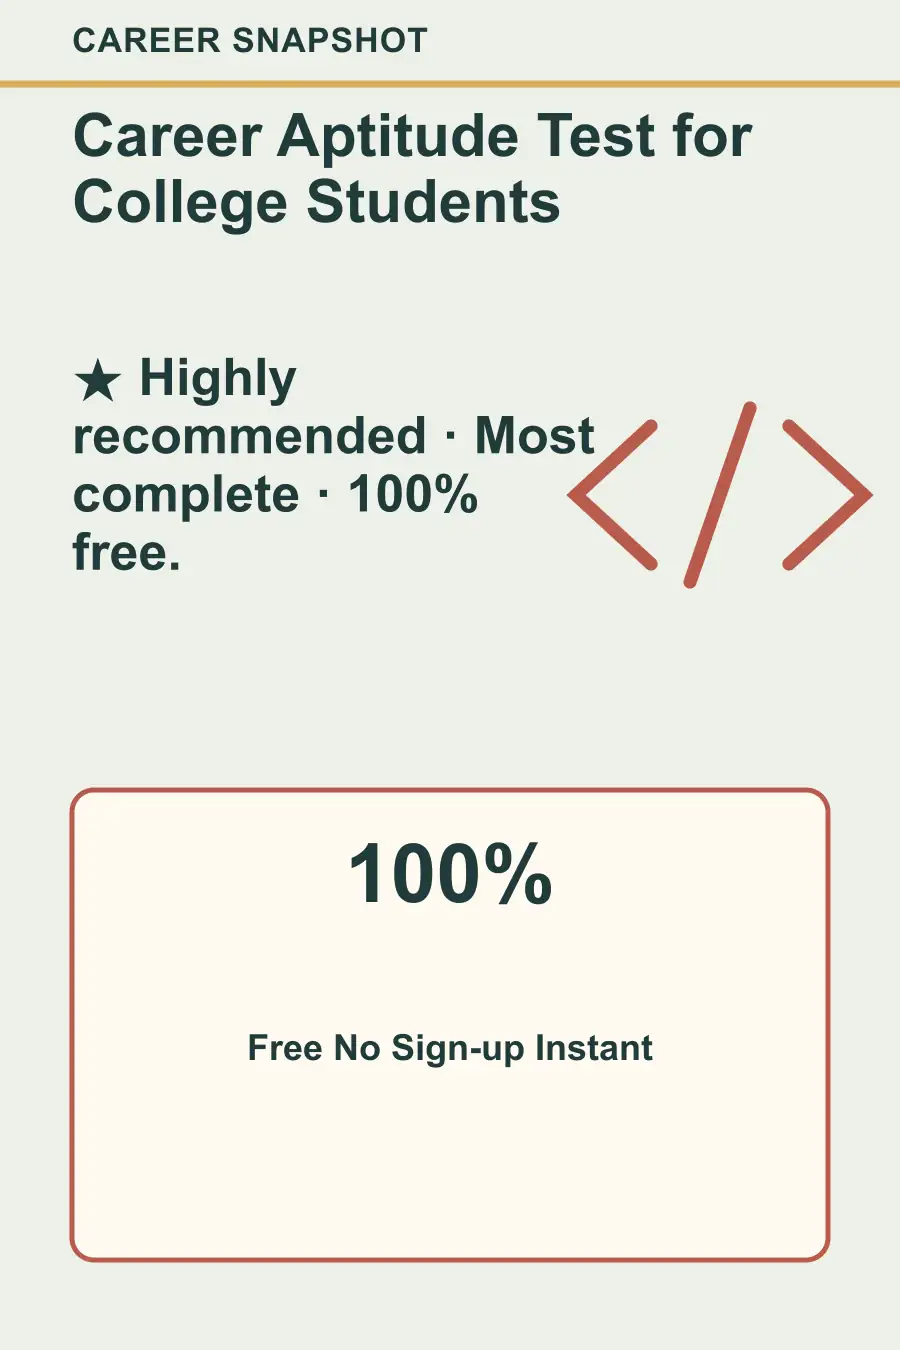 CAREER SNAPSHOT
Career Aptitude Test for
College Students
★ Highly
recommended · Most
complete · 100%
free.
</>
100%
Free No Sign-up Instant